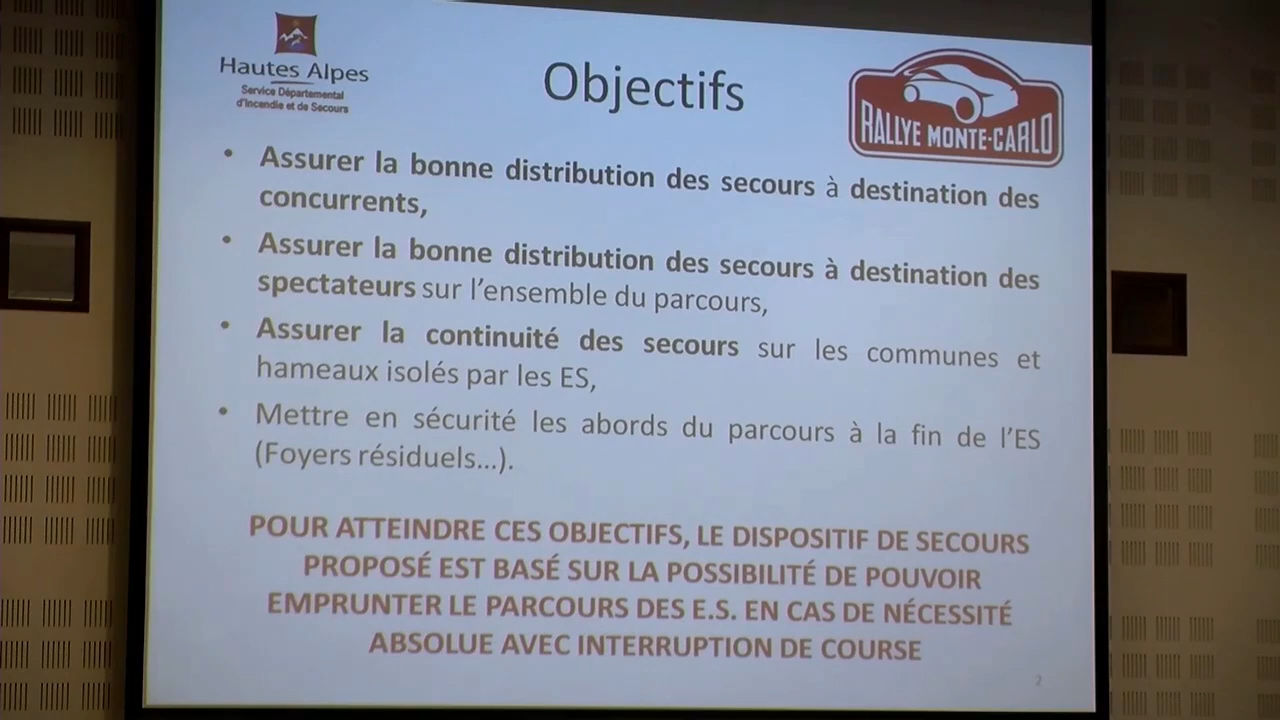 Hautes Alpes
Service Départemental
d'Incendie et de Secours
Objectifs
RALLYE MONTE-CARLO
• Assurer la bonne distribution des secours à destination des
concurrents,
• Assurer la bonne distribution des secours à destination des
spectateurs sur l'ensemble du parcours,
• Assurer la continuité des secours sur les communes et
hameaux isolés par les ES,
• Mettre en sécurité les abords du parcours à la fin de l'ES
(Foyers résiduels...).
POUR ATTEINDRE CES OBJECTIFS, LE DISPOSITIF DE SECOURS
PROPOSÉ EST BASÉ SUR LA POSSIBILITÉ DE POUVOIR
EMPRUNTER LE PARCOURS DES E.S. EN CAS DE NÉCESSITÉ
ABSOLUE AVEC INTERRUPTION DE COURSE
2